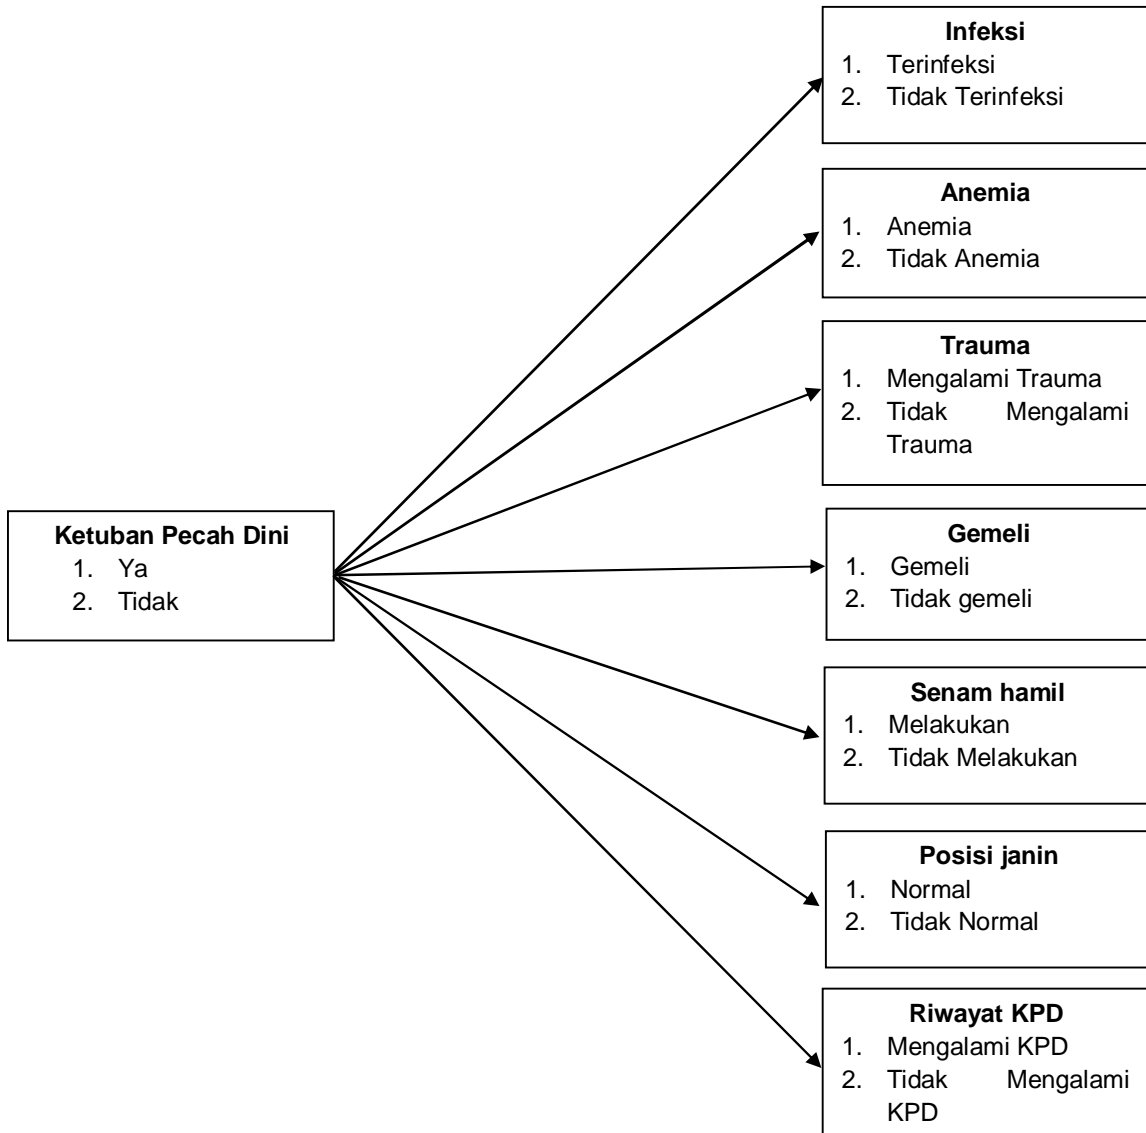 Infeksi
1. Terinfeksi
2. Tidak Terinfeksi
Anemia
1. Anemia
2. Tidak Anemia
Trauma
1. Mengalami Trauma
2. Tidak Mengalami
Trauma
Ketuban Pecah Dini
1. Ya
2. Tidak
Gemeli
1. Gemeli
2. Tidak gemeli
Senam hamil
1. Melakukan
2. Tidak Melakukan
Posisi janin
1. Normal
2. Tidak Normal
Riwayat KPD
1. Mengalami KPD
2. Tidak Mengalami
KPD